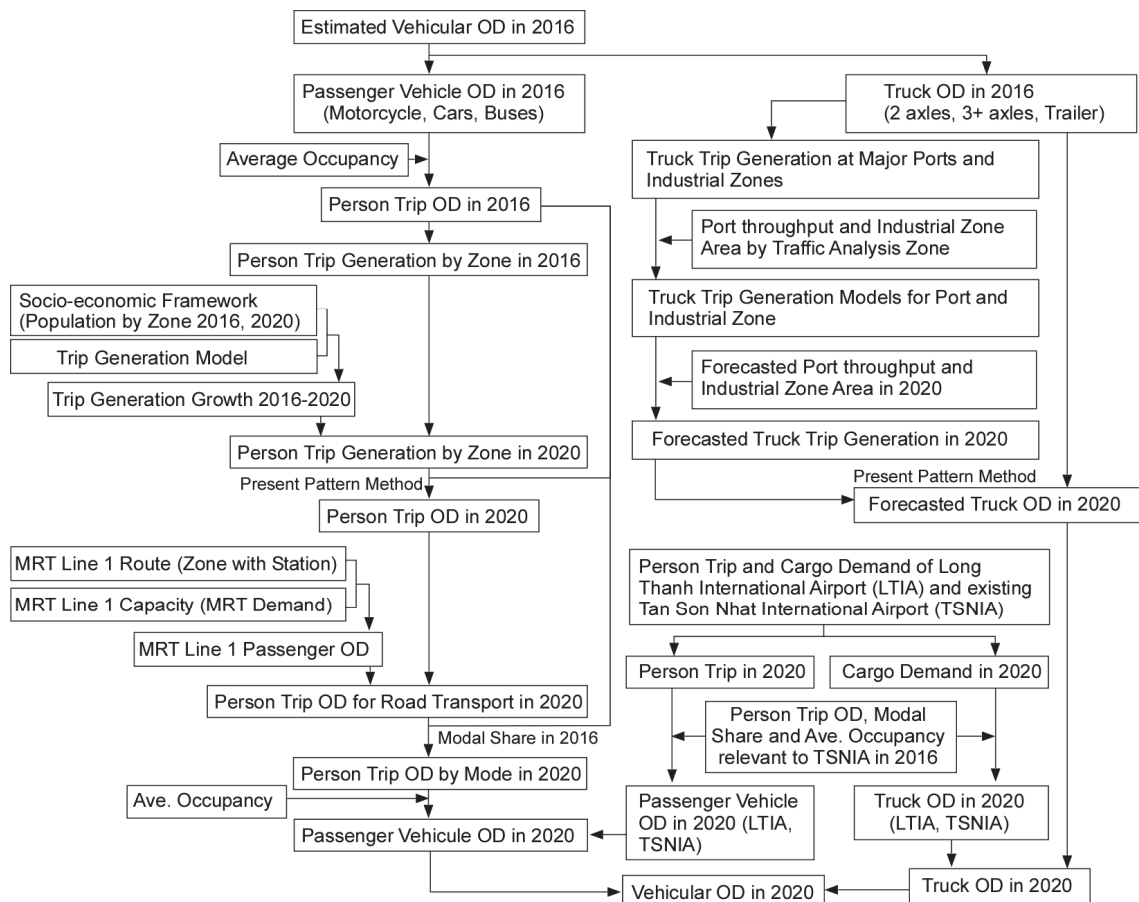 Estimated Vehicular OD in 2016
Passenger Vehicle OD in 2016
(Motorcycle, Cars, Buses)
Average Occupancy
Person Trip OD in 2016
Person Trip Generation by Zone in 2016
Socio-economic Framework
(Population by Zone 2016, 2020)
Trip Generation Model
Trip Generation Growth 2016-2020
Person Trip Generation by Zone in 2020
Present Pattern Method
Person Trip OD in 2020
MRT Line 1 Route (Zone with Station)
MRT Line 1 Capacity (MRT Demand)
MRT Line 1 Passenger OD
Person Trip OD for Road Transport in 2020
Modal Share in 2016
Person Trip OD by Mode in 2020
Ave. Occupancy
Passenger Vehicule OD in 2020
Truck OD in 2016
(2 axles, 3+ axles, Trailer)
Truck Trip Generation at Major Ports and
Industrial Zones
Port throughput and Industrial Zone
Area by Traffic Analysis Zone
Truck Trip Generation Models for Port and
Industrial Zone
Forecasted Port throughput and
Industrial Zone Area in 2020
Forecasted Truck Trip Generation in 2020
Present Pattern Method
Forecasted Truck OD in 2020
Person Trip and Cargo Demand of Long
Thanh International Airport (LTIA) and existing
Tan Son Nhat International Airport (TSNIA)
Person Trip in 2020
Cargo Demand in 2020
Person Trip OD, Modal
Share and Ave. Occupancy
relevant to TSNIA in 2016
Passenger Vehicle
OD in 2020 (LTIA,
TSNIA)
Truck OD in 2020
(LTIA, TSNIA)
Vehicular OD in 2020
Truck OD in 2020